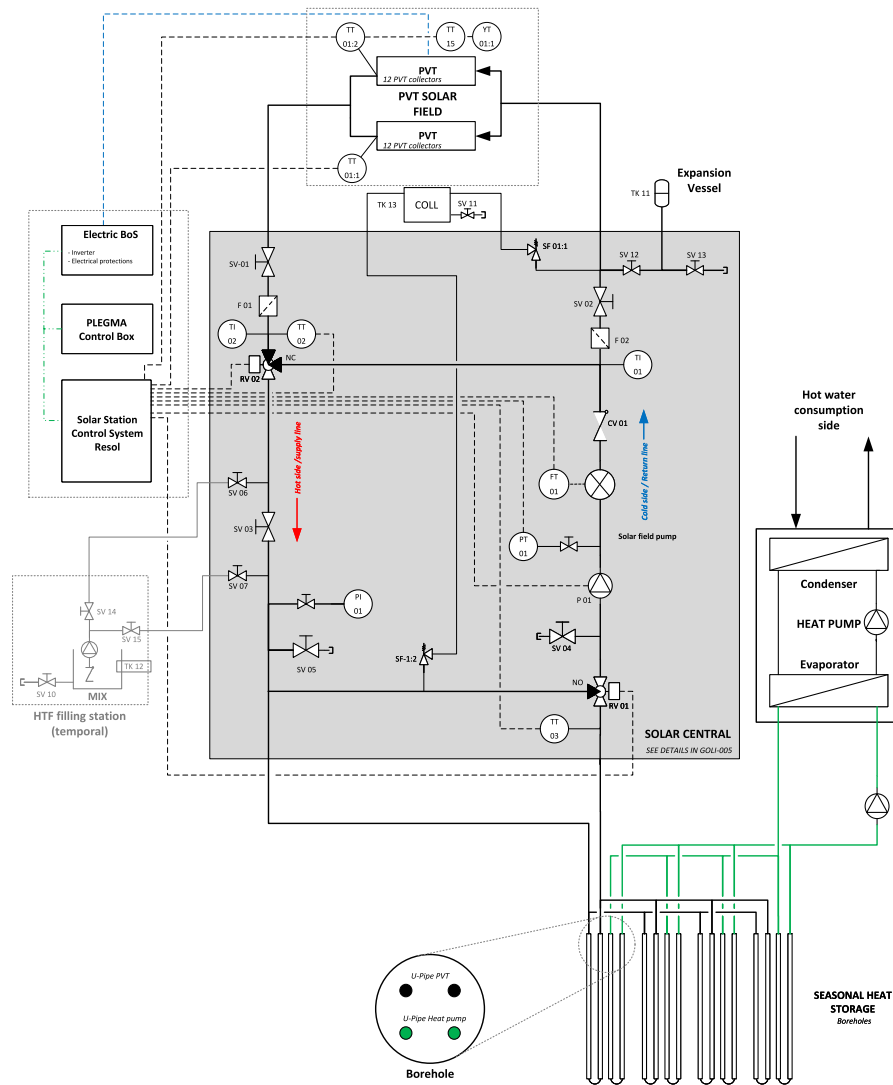 TT
01:2
TT
15
YT
01:1
PVT
12 PVT collectors
PVT SOLAR
FIELD
PVT
12 PVT collectors
TT
01:1
Expansion
Vessel
TK 11
TK 13
COLL
SV 11
Electric BoS
- Inverter
- Electrical protections
SV-01
SF 01:1
SV 12
SV 13
F 01
SV 02
PLEGMA
Control Box
TI
02
TT
02
F 02
NC
RV 02
TI
01
Solar Station
Control System
Resol
Hot side /supply line
CV 01
Cold side / Return line
Hot water
consumption
side
SV 06
FT
01
SV 03
Solar field pump
PT
01
SV 07
P 01
PI
01
Condenser
HEAT PUMP
Evaporator
SV 14
SV 15
TK 12
SV 10
MIX
HTF filling station
(temporal)
SV 05
SF-1:2
SV 04
NO
RV 01
TT
03
SOLAR CENTRAL
SEE DETAILS IN GOLI-005
U-Pipe PVT
U-Pipe Heat pump
Borehole
SEASONAL HEAT
STORAGE
Boreholes